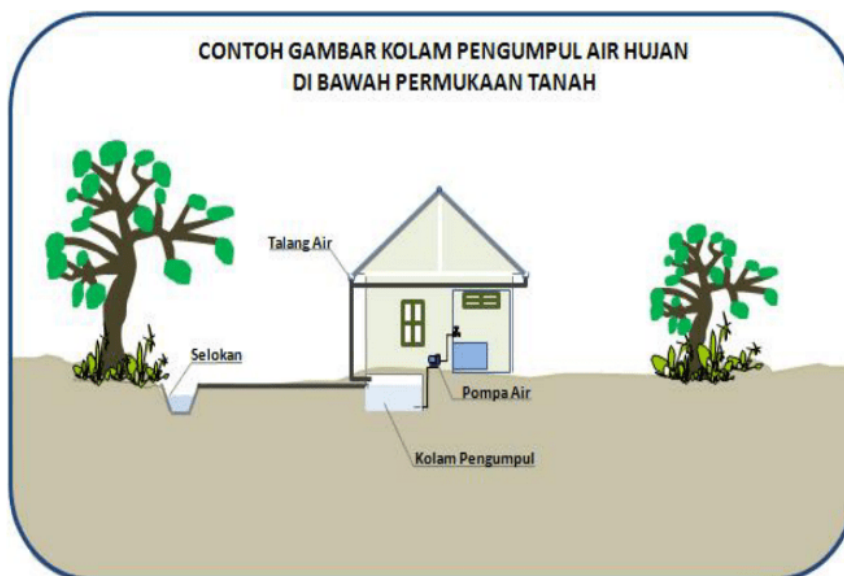 CONTOH GAMBAR KOLAM PENGUMPUL AIR HUJAN
DI BAWAH PERMUKAAN TANAH
Talang Air
Selokan
Pompa Air
Kolam Pengumpul